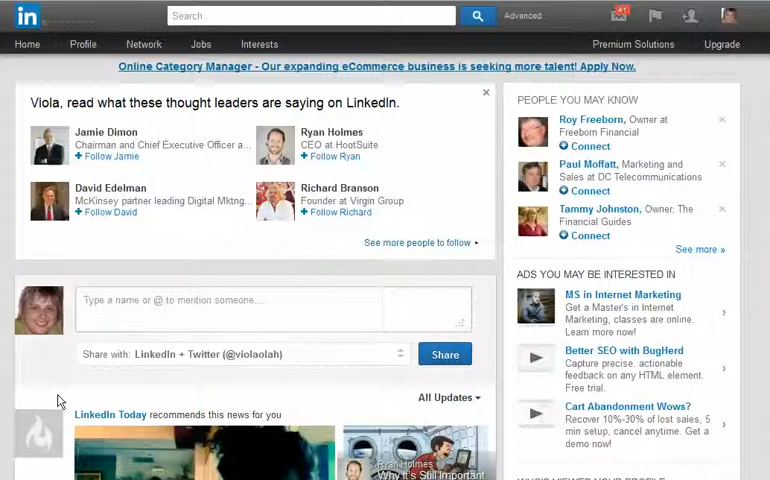 in
Search...
Advanced
41
Home
Profile
Network
Jobs
Interests
Premium Solutions
Upgrade
Online Category Manager - Our expanding eCommerce business is seeking more talent! Apply Now.
Viola, read what these thought leaders are saying on LinkedIn.
Jamie Dimon
Chairman and Chief Executive Officer a...
Follow Jamie
Ryan Holmes
CEO at HootSuite
Follow Ryan
David Edelman
McKinsey partner leading Digital Mktng...
Follow David
Richard Branson
Founder at Virgin Group
Follow Richard
See more people to follow
Type a name or @ to mention someone...
Share with: LinkedIn + Twitter (@violaolah)
Share
All Updates
LinkedIn Today recommends this news for you
Ryan Holmes
Why It's Still Important
PEOPLE YOU MAY KNOW
Roy Freeborn, Owner at
Freeborn Financial
Connect
Paul Moffatt, Marketing and
Sales at DC Telecommunications
Connect
Tammy Johnston, Owner, The
Financial Guides
Connect
See more »
ADS YOU MAY BE INTERESTED IN
MS in Internet Marketing
Get a Master's in Internet
Marketing, classes are online.
Learn more now!
Better SEO with BugHerd
Capture precise, actionable
feedback on any HTML element.
Free trial.
Cart Abandonment Wows?
Recover 10%-30% of lost sales, 5
min setup, cancel anytime. Get a
demo now!
WHO'S VIEWED YOUR PROFILE